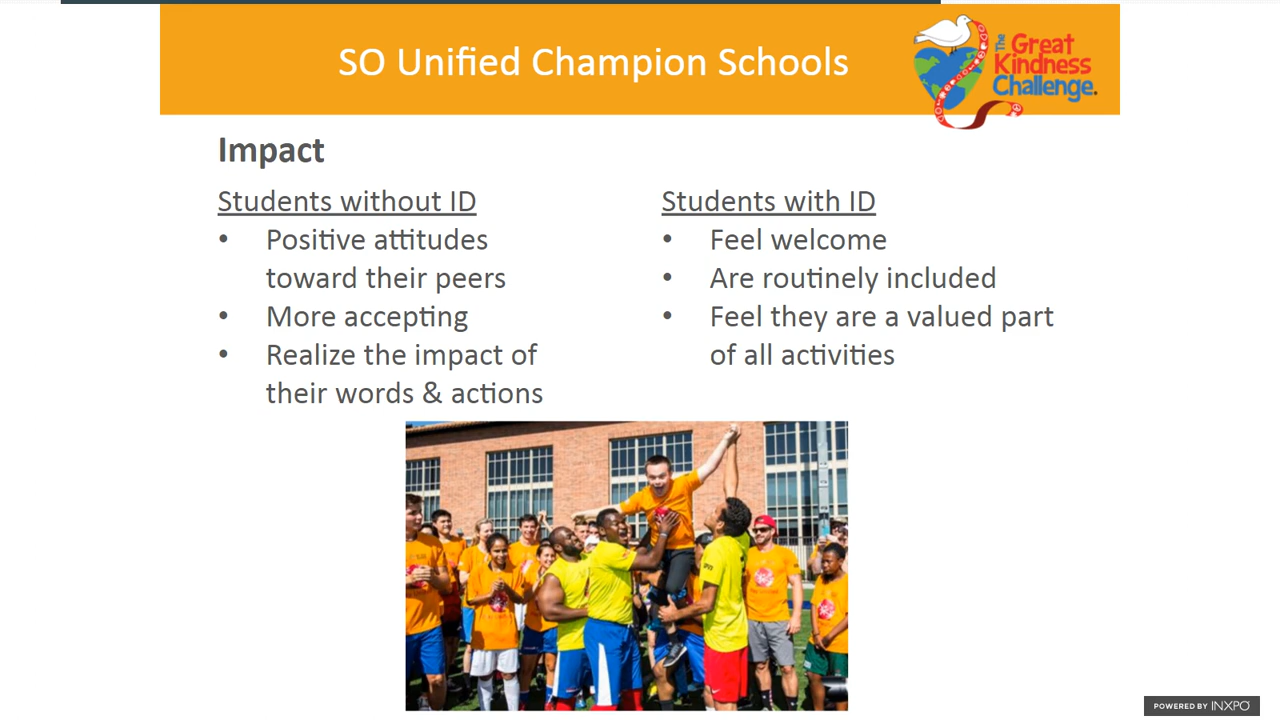 SO Unified Champion Schools
The
Great
Kindness
Challenge.
Impact
Students without ID
• Positive attitudes
toward their peers
• More accepting
• Realize the impact of
their words & actions
Students with ID
• Feel welcome
• Are routinely included
• Feel they are a valued part
of all activities
POWERED BY INXPO